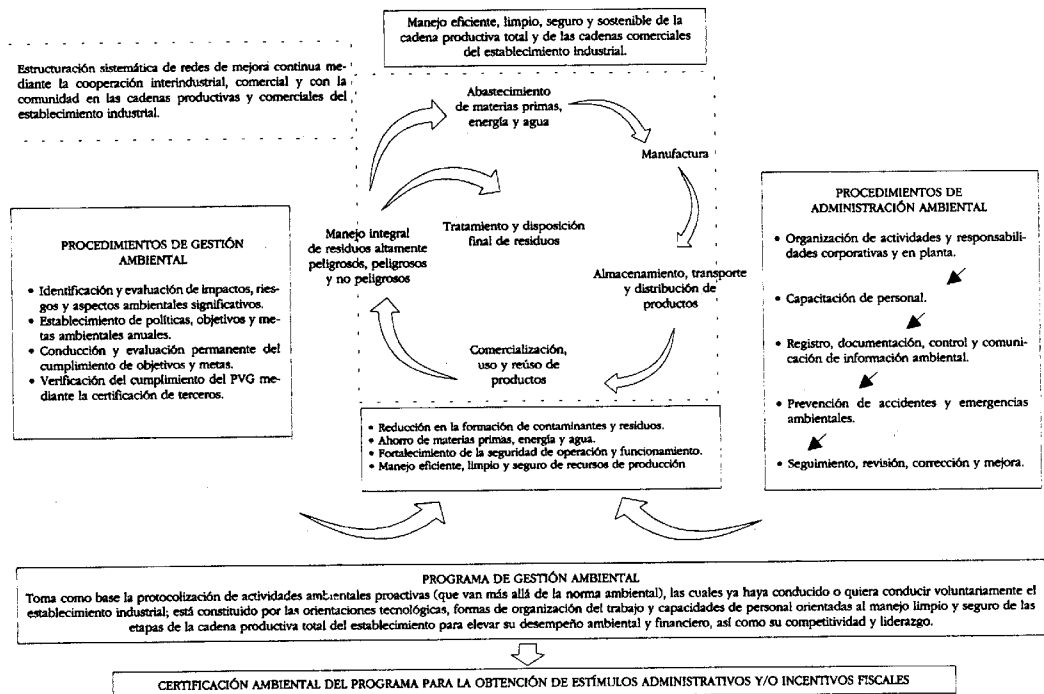 Manejo eficiente, limpio, seguro y sostenible de la
cadena productiva total y de las cadenas comerciales
del establecimiento industrial.
Estructuración sistemática de redes de mejora continua me-
diante la cooperación interindustrial, comercial y con la
comunidad en las cadenas productivas y comerciales del
establecimiento industrial.
Abastecimiento
de materias primas,
energía y agua
Manufactura
Almacenamiento, transporte
y distribución de
productos
Comercialización,
uso y reúso de
productos
Manejo integral
de residuos altamente
peligrosos, peligrosos
y no peligrosos
Tratamiento y disposición
final de residuos
PROCEDIMIENTOS DE GESTIÓN
AMBIENTAL
• Identificación y evaluación de impactos, ries-
gos y aspectos ambientales significativos.
• Establecimiento de políticas, objetivos y me-
tas ambientales anuales.
• Conducción y evaluación permanente del
cumplimiento de objetivos y metas.
• Verificación del cumplimiento del PVG me-
diante la certificación de terceros.
PROCEDIMIENTOS DE
ADMINISTRACIÓN AMBIENTAL
• Organización de actividades y responsabili-
dades corporativas y en planta.
• Capacitación de personal.
• Registro, documentación, control y comuni-
cación de información ambiental.
• Prevención de accidentes y emergencias
ambientales.
• Seguimiento, revisión, corrección y mejora.
• Reducción en la formación de contaminantes y residuos.
• Ahorro de materias primas, energía y agua.
• Fortalecimiento de la seguridad de operación y funcionamiento.
• Manejo eficiente, limpio y seguro de recursos de producción
PROGRAMA DE GESTIÓN AMBIENTAL
Toma como base la protocolización de actividades ambientales proactivas (que van más allá de la norma ambiental), las cuales ya haya conducido o quiera conducir voluntariamente el
establecimiento industrial; está constituido por las orientaciones tecnológicas, formas de organización del trabajo y capacidades de personal orientadas al manejo limpio y seguro de las
etapas de la cadena productiva total del establecimiento para elevar su desempeño ambiental y financiero, así como su competitividad y liderazgo.
CERTIFICACIÓN AMBIENTAL DEL PROGRAMA PARA LA OBTENCIÓN DE ESTÍMULOS ADMINISTRATIVOS Y/O INCENTIVOS FISCALES